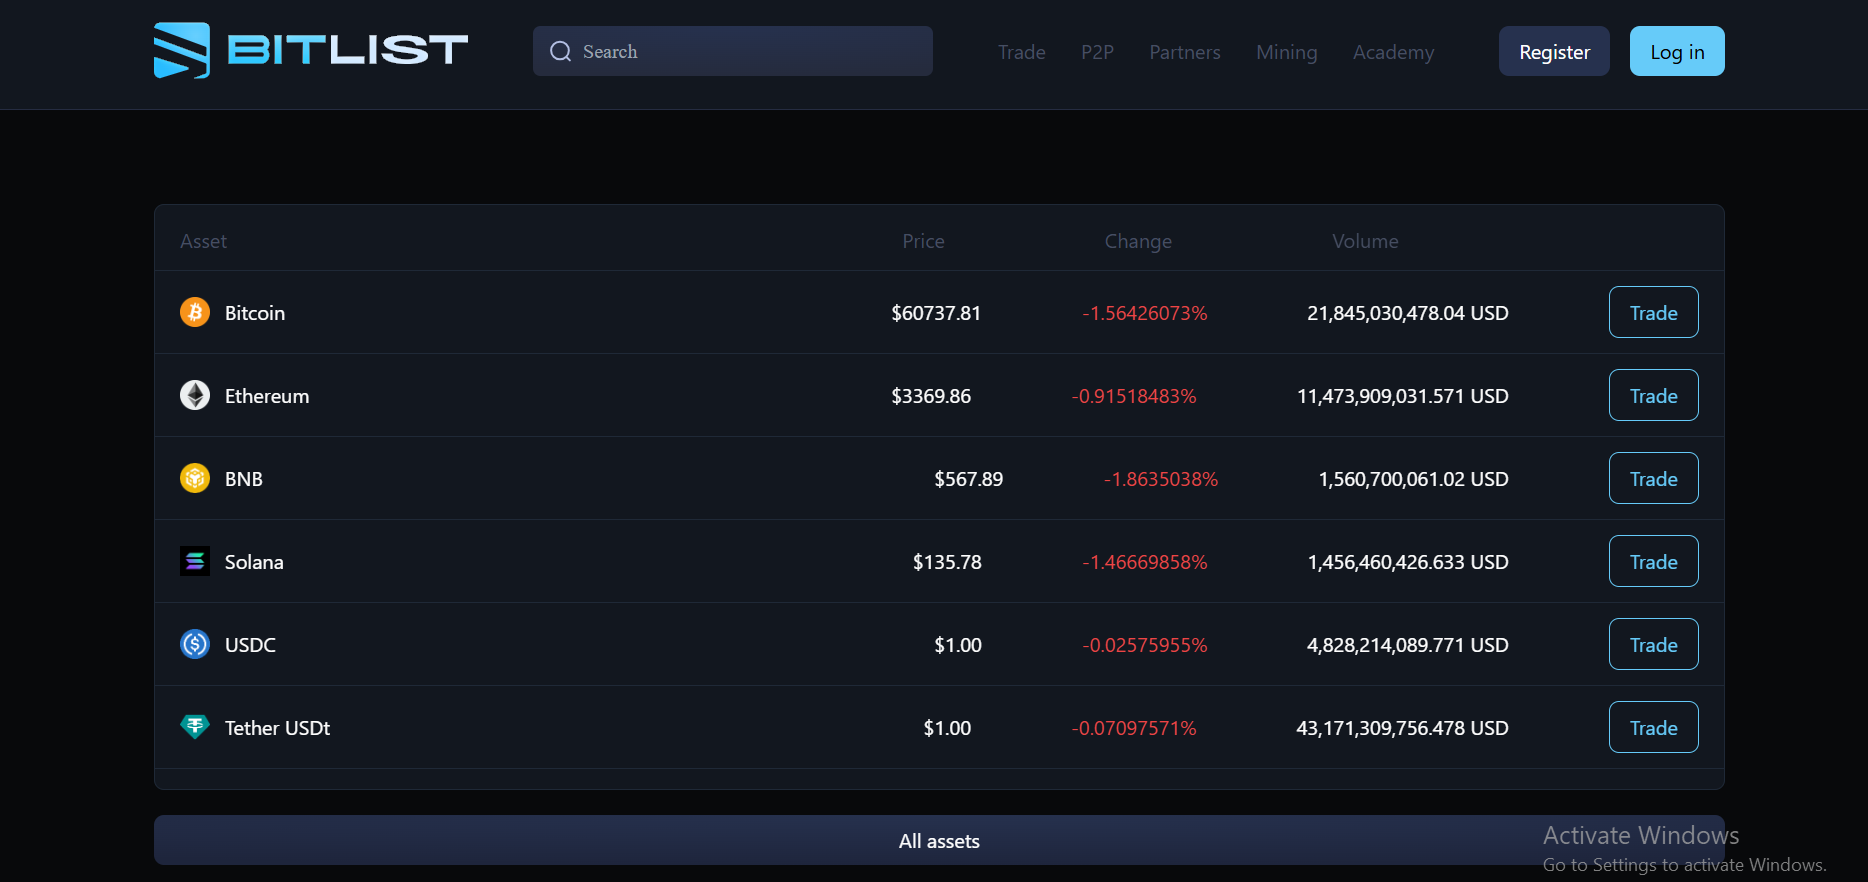 BITLIST Search Trade P2P Partners Mining Academy Register Log in
Asset Price Change Volume
Bitcoin $60737.81 -1.56426073% 21,845,030,478.04 USD Trade
Ethereum $3369.86 -0.91518483% 11,473,909,031.571 USD Trade
BNB $567.89 -1.8635038% 1,560,700,061.02 USD Trade
Solana $135.78 -1.46669858% 1,456,460,426.633 USD Trade
USDC $1.00 -0.02575955% 4,828,214,089.771 USD Trade
Tether USDt $1.00 -0.07097571% 43,171,309,756.478 USD Trade
All assets
Activate Windows
Go to Settings to activate Windows.